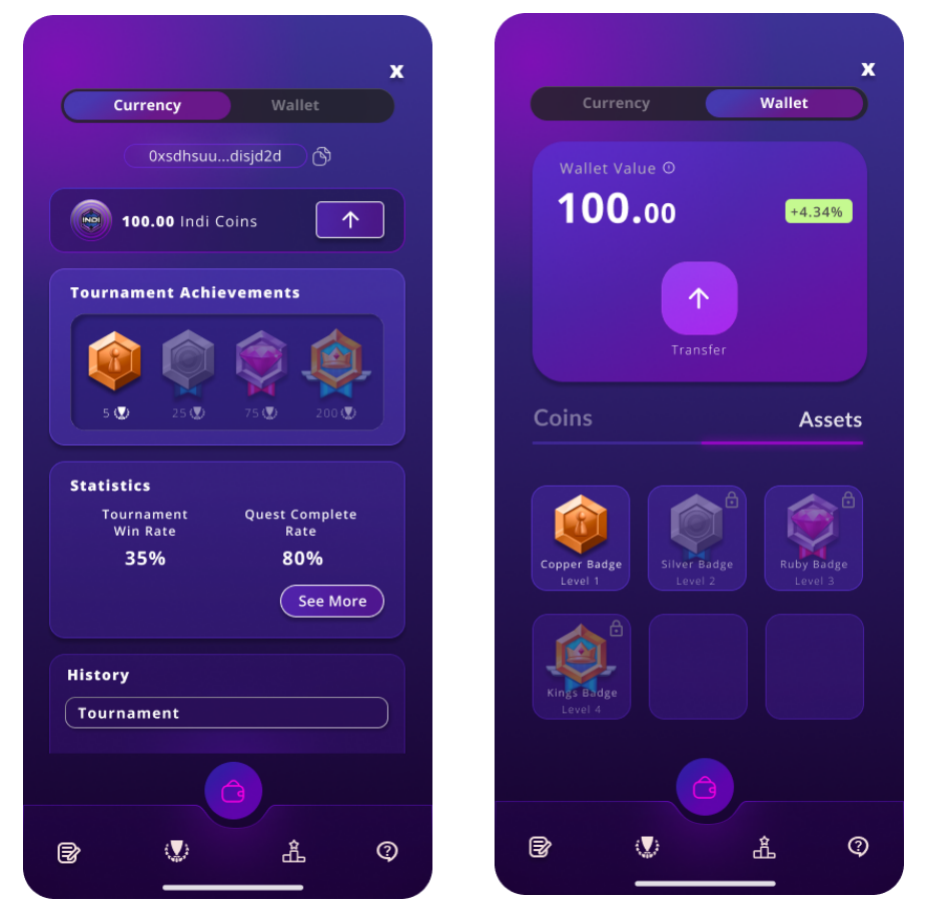 x
Currency Wallet
0xsdhsuu...disjd2d
INDI
100.00 Indi Coins
Tournament Achievements
5 25 75 200
Statistics
Tournament
Win Rate
35%
Quest Complete
Rate
80%
See More
History
Tournament
x
Currency Wallet
Wallet Value
100.00
+4.34%
Transfer
Coins Assets
Copper Badge
Level 1
Silver Badge
Level 2
Ruby Badge
Level 3
Kings Badge
Level 4